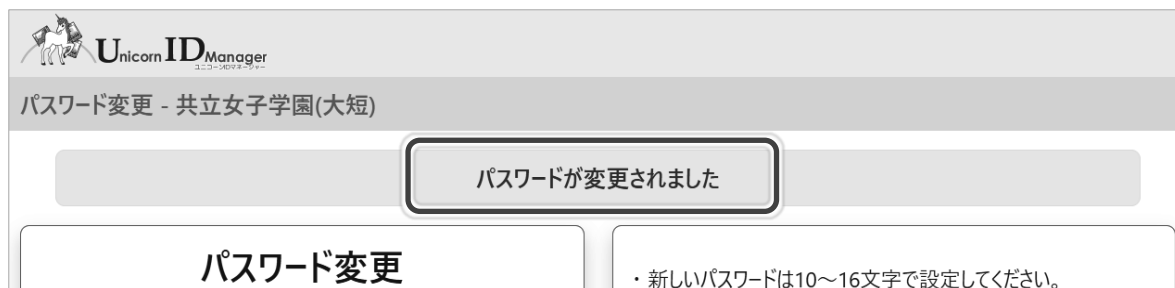 Unicorn ID Manager
ユニコーンIDマネージャー
パスワード変更 - 共立女子学園(大短)
パスワードが変更されました
パスワード変更
・新しいパスワードは10～16文字で設定してください。